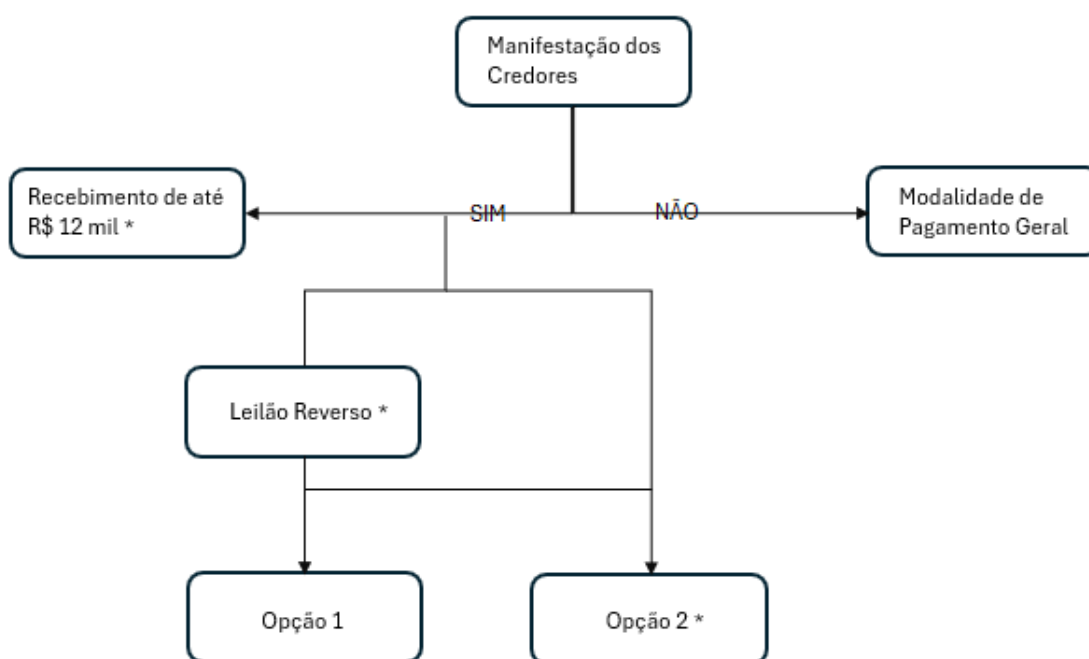 Manifestação dos
Credores
Recebimento de até
R$ 12 mil *
SIM
NÃO
Modalidade de
Pagamento Geral
Leilão Reverso *
Opção 1
Opção 2 *